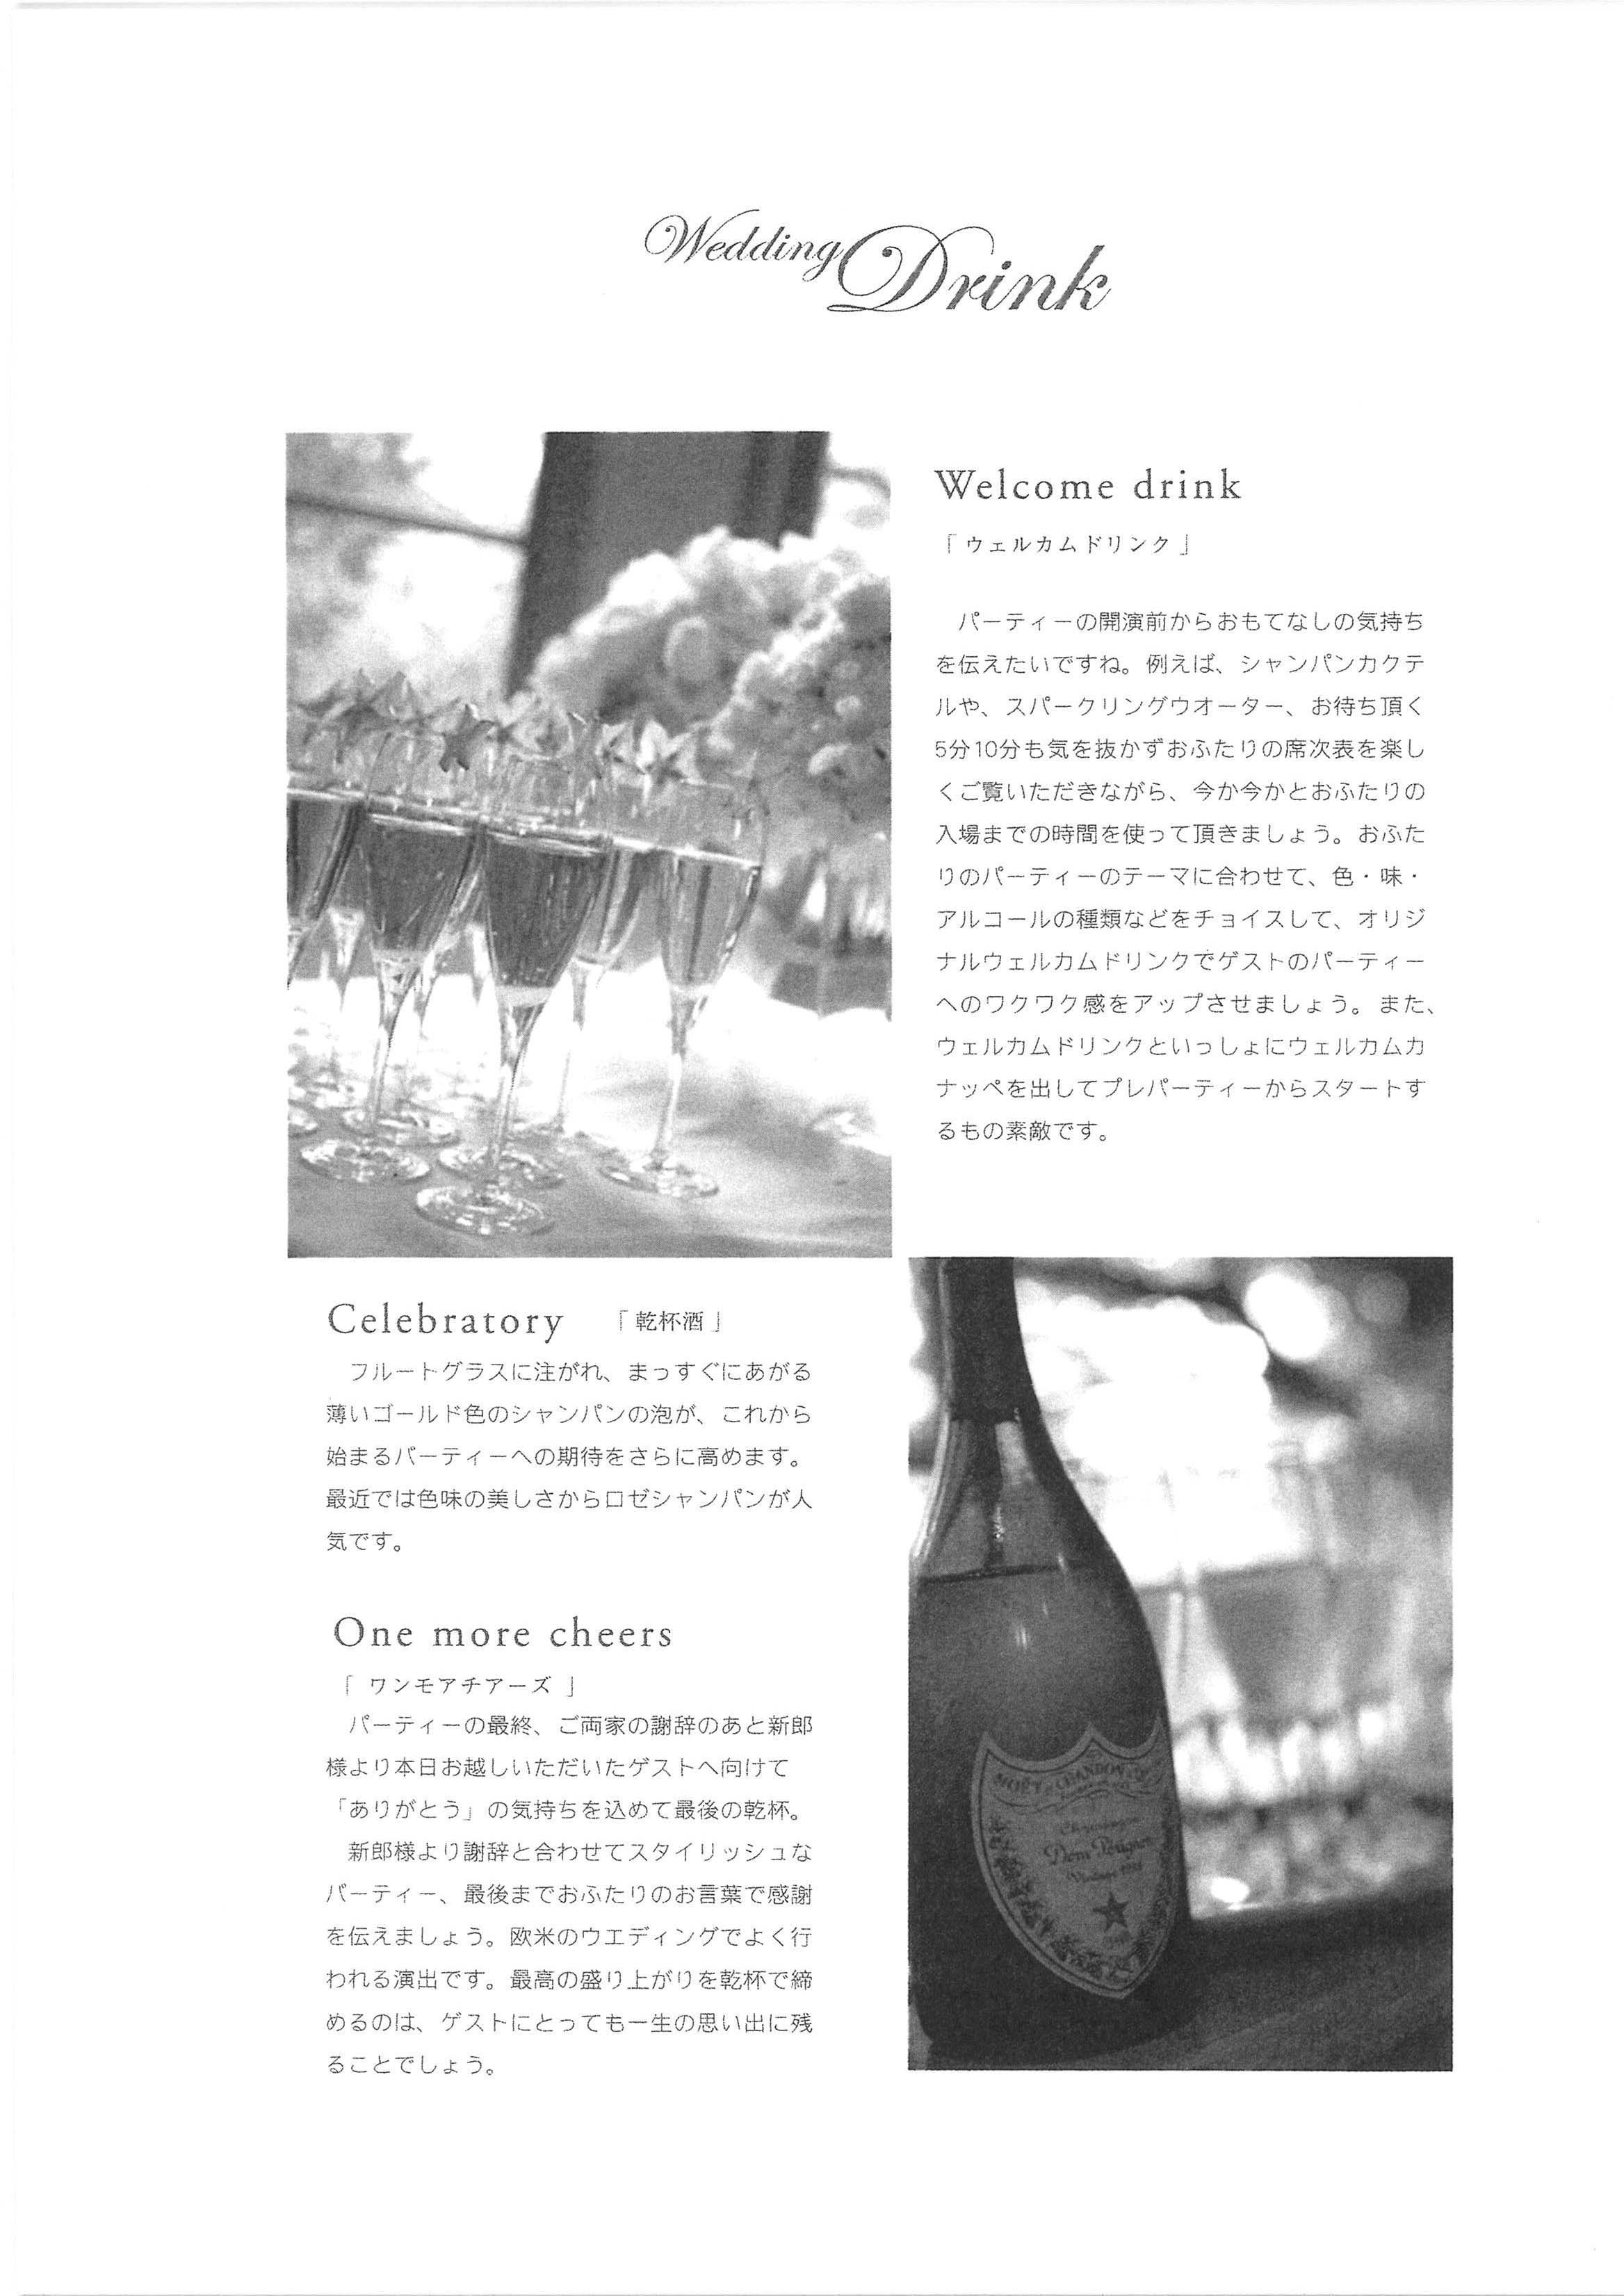 Wedding Drink
Welcome drink
「 ウェルカムドリンク 」
パーティーの開演前からおもてなしの気持ち
を伝えたいですね。例えば、シャンパンカクテ
ルや、スパークリングウオーター、お待ち頂く
5分10分も気を抜かずおふたりの席次表を楽し
くご覧いただきながら、今か今かとおふたりの
入場までの時間を使って頂きましょう。おふた
りのパーティーのテーマに合わせて、色・味・
アルコールの種類などをチョイスして、オリジ
ナルウェルカムドリンクでゲストのパーティー
へのワクワク感をアップさせましょう。また、
ウェルカムドリンクといっしょにウェルカムカ
ナッペを出してプレパーティーからスタートす
るもの素敵です。
Celebratory 「 乾杯酒 」
フルートグラスに注がれ、まっすぐにあがる
薄いゴールド色のシャンパンの泡が、これから
始まるパーティーへの期待をさらに高めます。
最近では色味の美しさからロゼシャンパンが人
気です。
One more cheers
「 ワンモアチアーズ 」
パーティーの最終、ご両家の謝辞のあと新郎
様より本日お越しいただいたゲストへ向けて
「ありがとう」の気持ちを込めて最後の乾杯。
新郎様より謝辞と合わせてスタイリッシュな
パーティー、最後までおふたりのお言葉で感謝
を伝えましょう。欧米のウエディングでよく行
われる演出です。最高の盛り上がりを乾杯で締
めるのは、ゲストにとっても一生の思い出に残
ることでしょう。
MOËT & CHANDON
Champagne
Dom Pérignon
Vintage